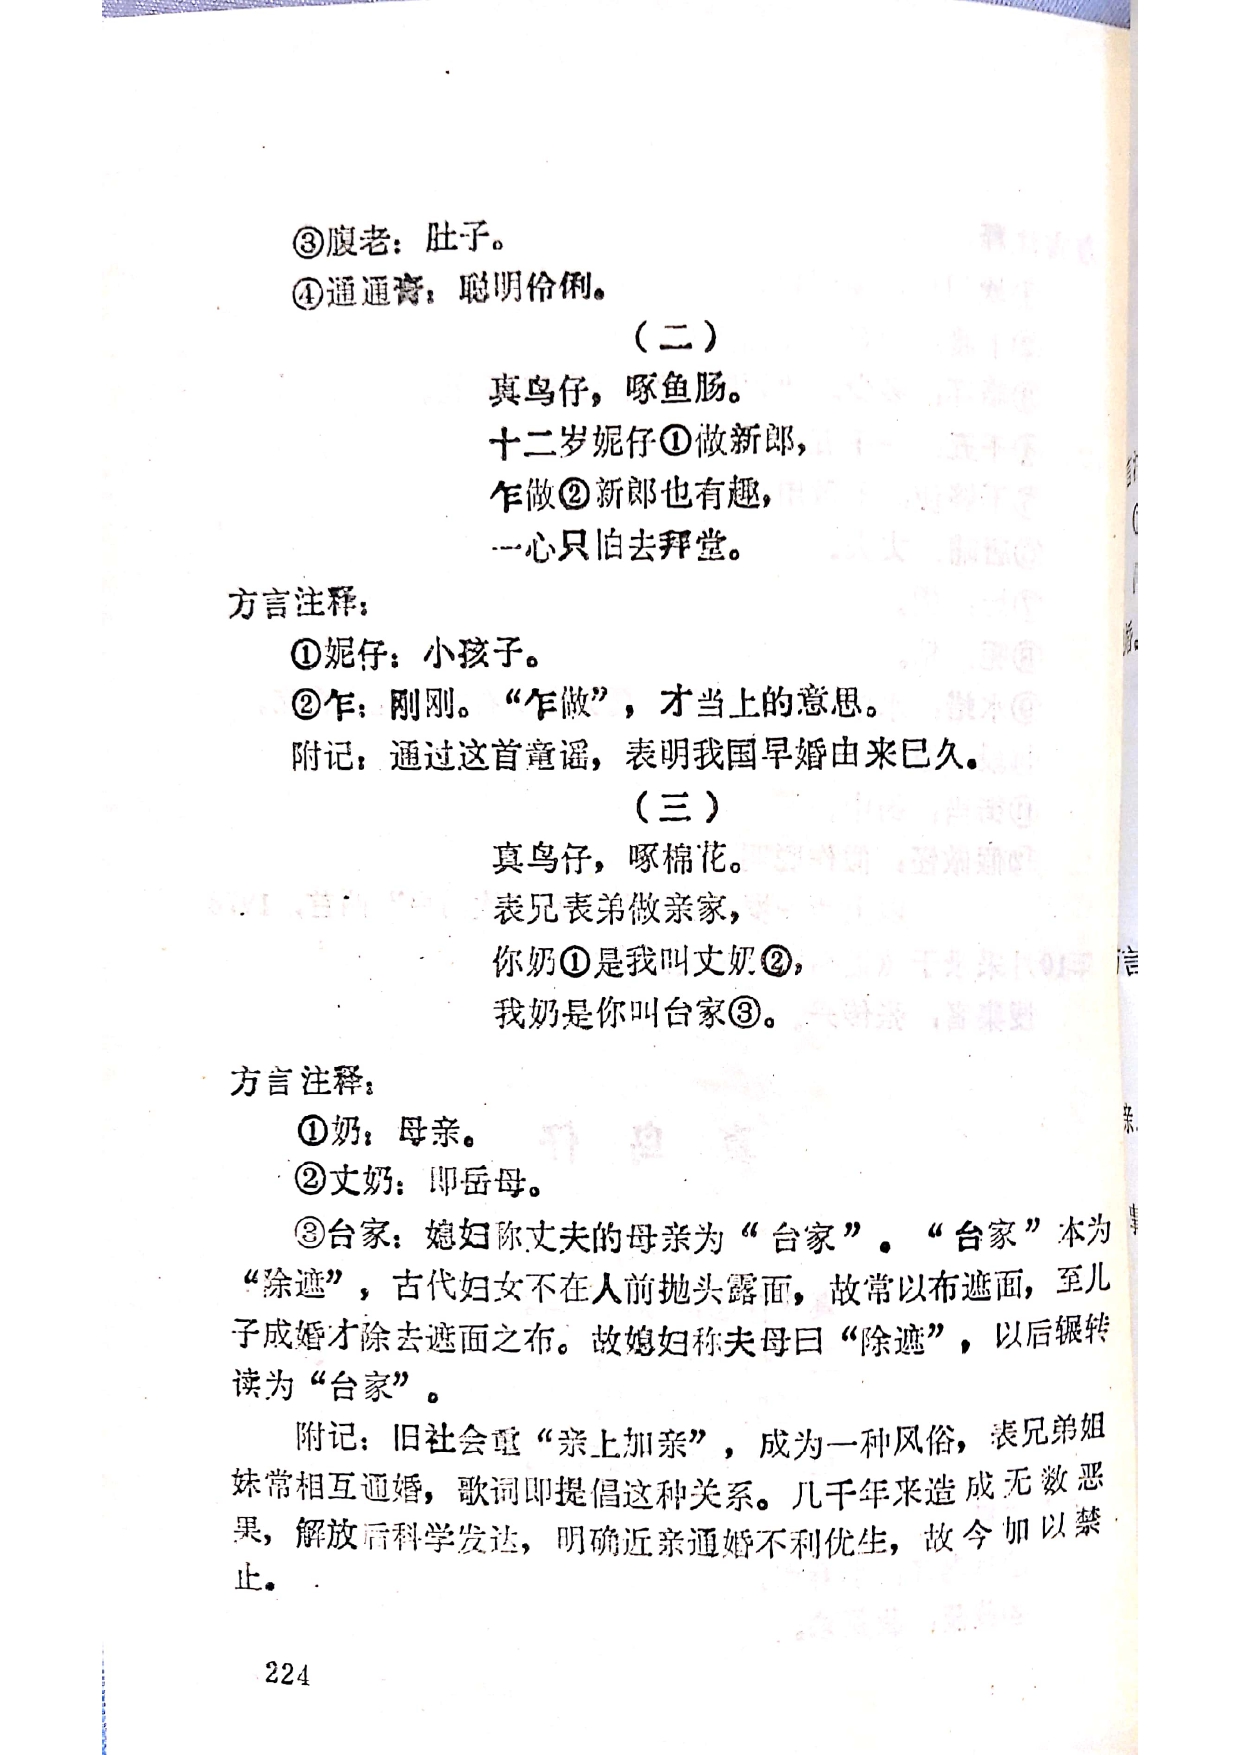 ③腹老：肚子。
④通通膏：聪明伶俐。
（二）
真鸟仔，啄鱼肠。
十二岁妮仔①做新郎，
乍做②新郎也有趣，
一心只怕去拜堂。
方言注释：
①妮仔：小孩子。
②乍：刚刚。“乍做”，才当上的意思。
附记：通过这首童谣，表明我国早婚由来已久。
（三）
真鸟仔，啄棉花。
表兄表弟做亲家，
你奶①是我叫丈奶②，
我奶是你叫台家③。
方言注释：
①奶：母亲。
②丈奶：即岳母。
③台家：媳妇称丈夫的母亲为“台家”。“台家”本为
“除遮”，古代妇女不在人前抛头露面，故常以布遮面，至儿
子成婚才除去遮面之布。故媳妇称夫母曰“除遮”，以后辗转
读为“台家”。
附记：旧社会重“亲上加亲”，成为一种风俗，表兄弟姐
妹常相互通婚，歌词即提倡这种关系。几千年来造成无数恶
果，解放后科学发达，明确近亲通婚不利优生，故今加以禁
止。
224